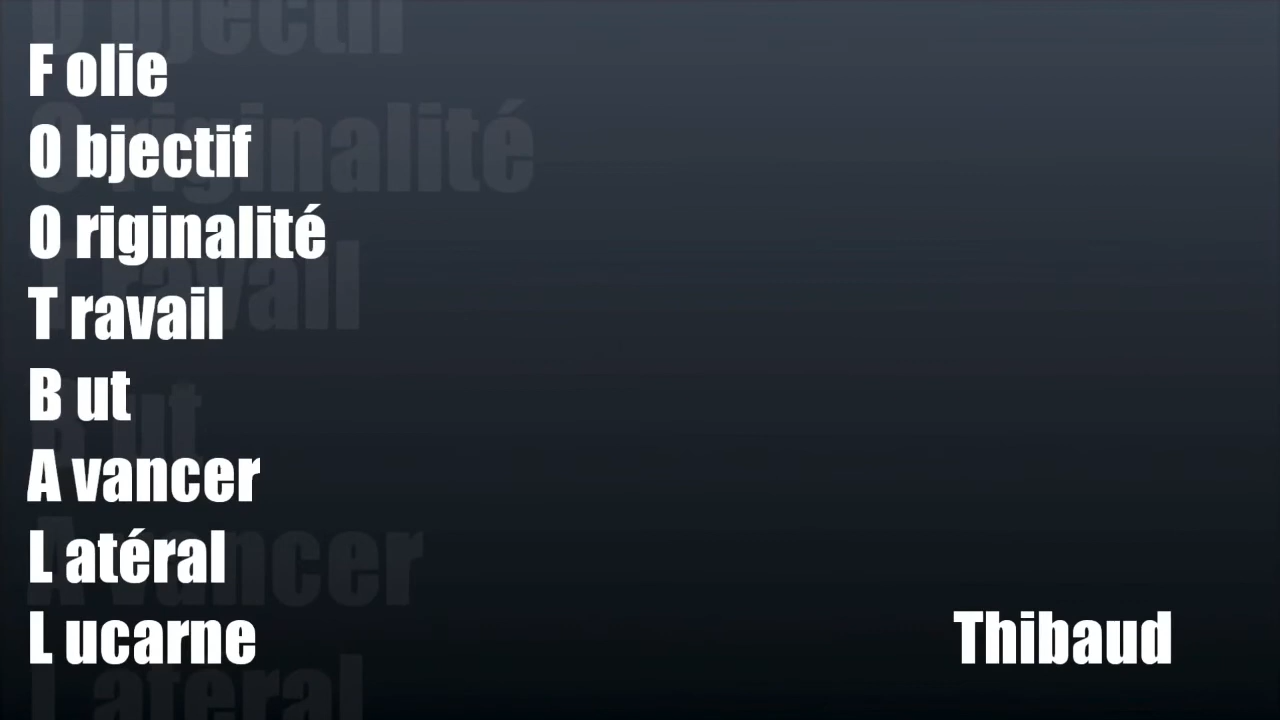 F olie
O bjectif
O riginalité
T ravail
B ut
A vancer
L atéral
L ucarne
Thibaud